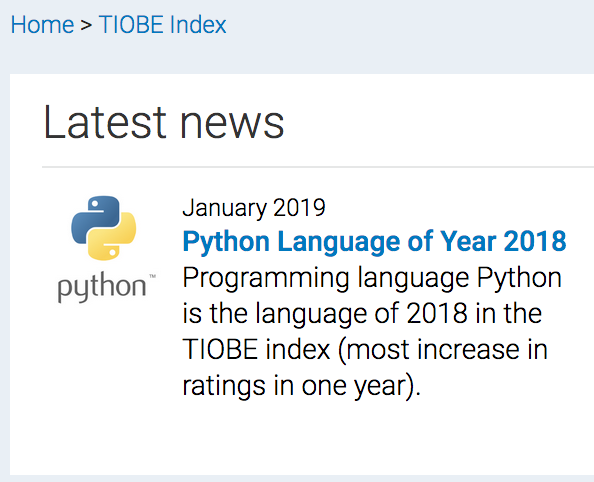 Home > TIOBE Index
Latest news
January 2019
Python Language of Year 2018
python™
Programming language Python
is the language of 2018 in the
TIOBE index (most increase in
ratings in one year).